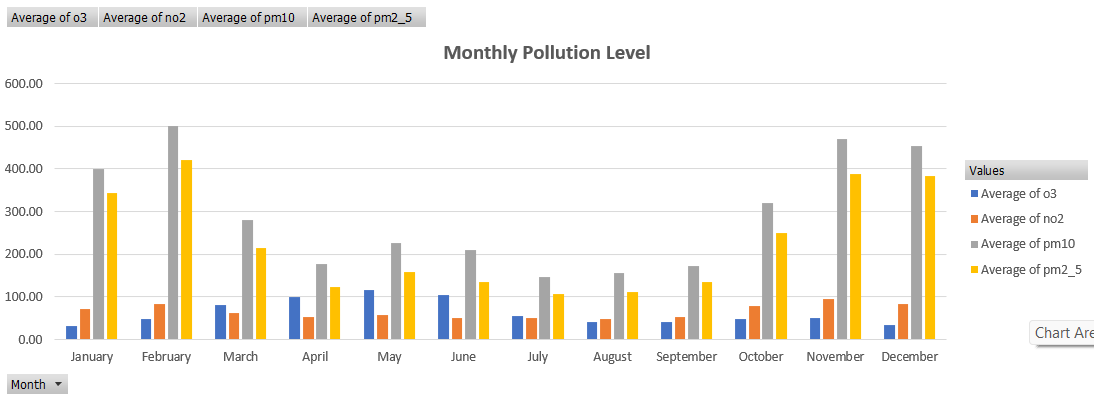 Average of o3 Average of no2 Average of pm10 Average of pm2_5
Monthly Pollution Level
600.00
500.00
400.00
300.00
200.00
100.00
0.00
January February March April May June July August September October November December
Values
Average of o3
Average of no2
Average of pm10
Average of pm2_5
Chart Are
Month